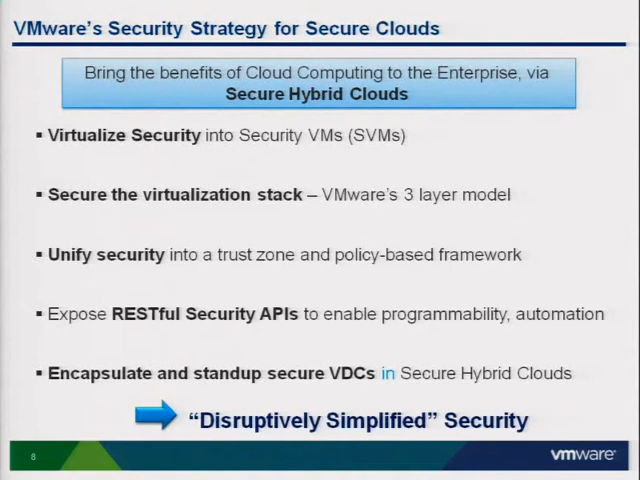 VMware's Security Strategy for Secure Clouds
Bring the benefits of Cloud Computing to the Enterprise, via
Secure Hybrid Clouds
▪ Virtualize Security into Security VMs (SVMs)
▪ Secure the virtualization stack – VMware's 3 layer model
▪ Unify security into a trust zone and policy-based framework
▪ Expose RESTful Security APIs to enable programmability, automation
▪ Encapsulate and standup secure VDCs in Secure Hybrid Clouds
“Disruptively Simplified” Security
8
vmware